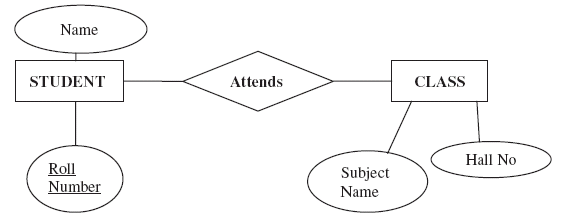 Name
STUDENT
Attends
CLASS
Roll
Number
Subject
Name
Hall No